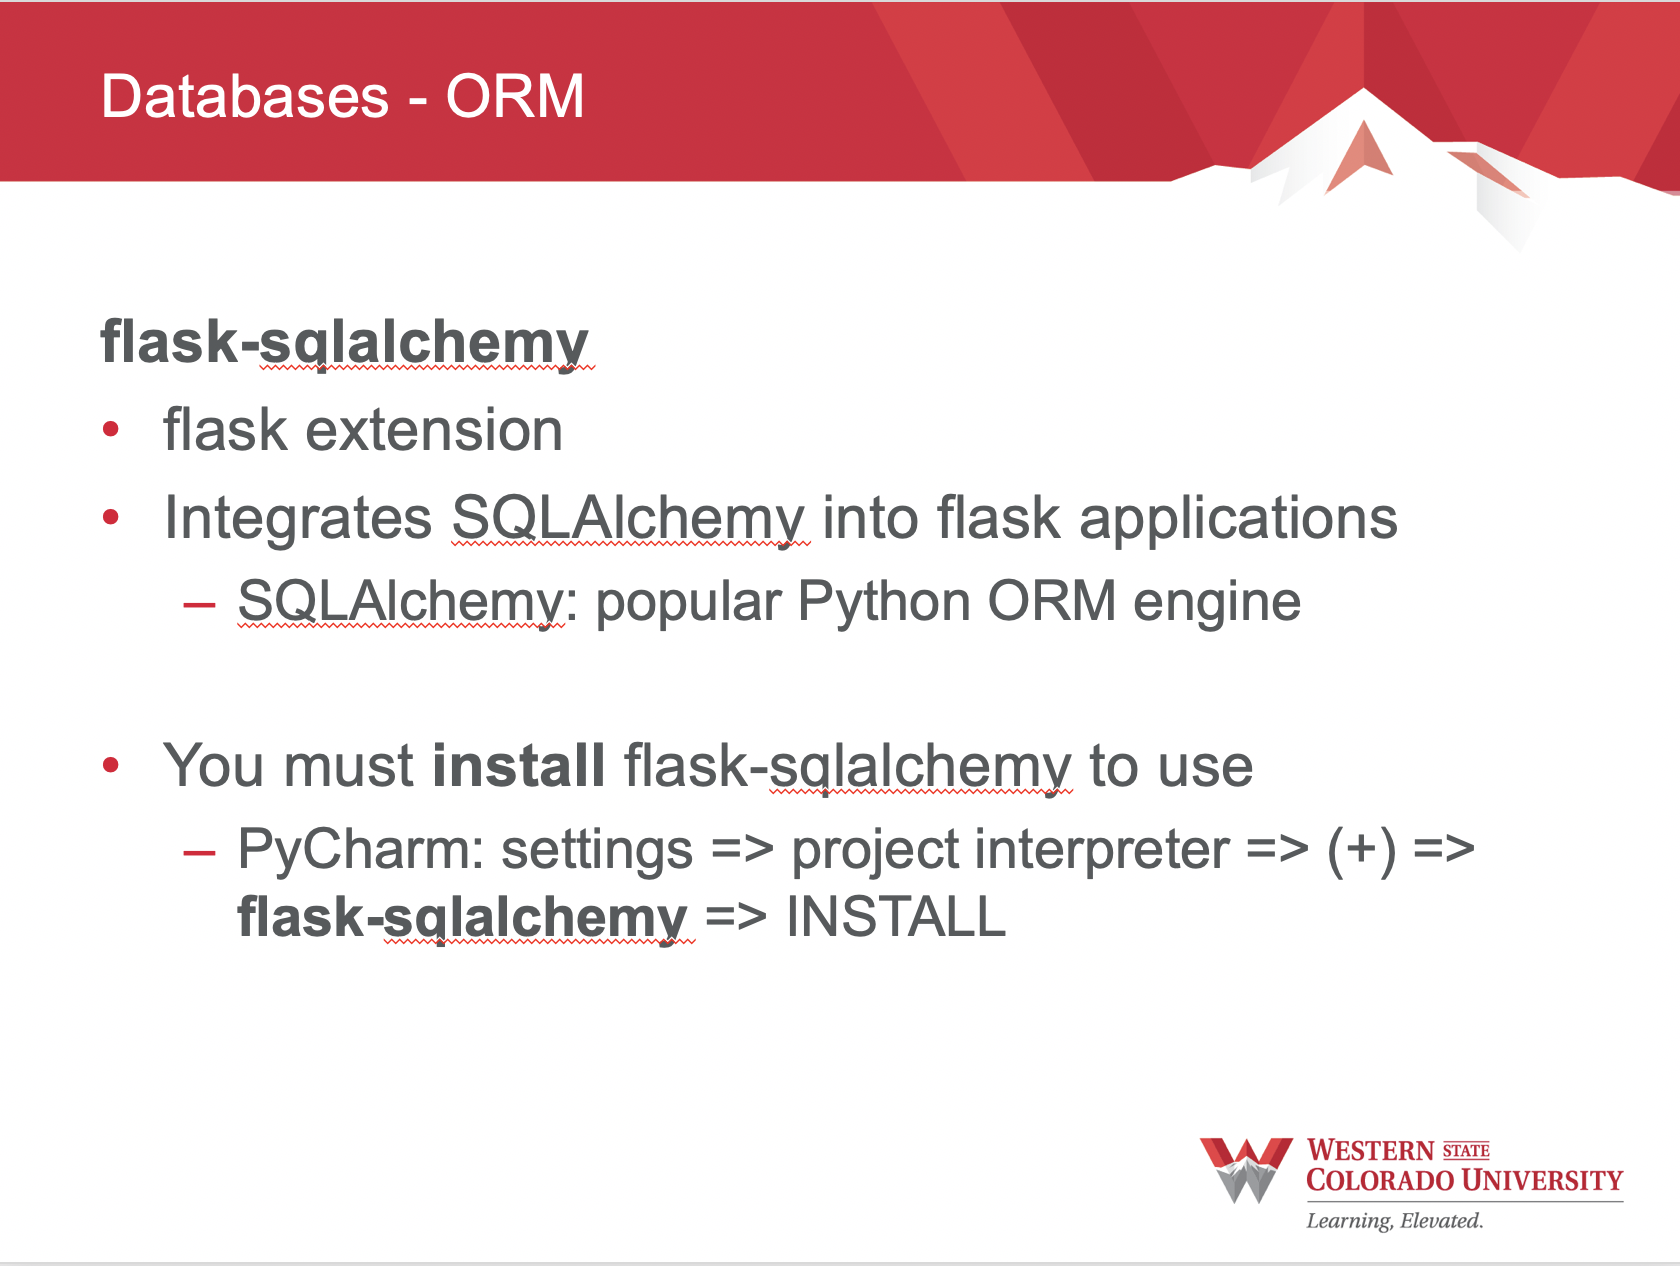 Databases - ORM
flask-sqlalchemy
• flask extension
• Integrates SQLAlchemy into flask applications
– SQLAlchemy: popular Python ORM engine
• You must install flask-sqlalchemy to use
– PyCharm: settings => project interpreter => (+) =>
flask-sqlalchemy => INSTALL
WESTERN STATE
COLORADO UNIVERSITY
Learning, Elevated.